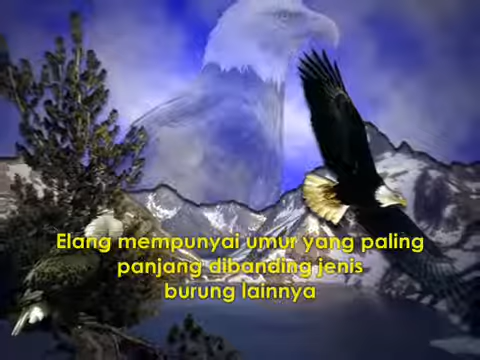 Elang mempunyai umur yang paling
panjang dibanding jenis
burung lainnya